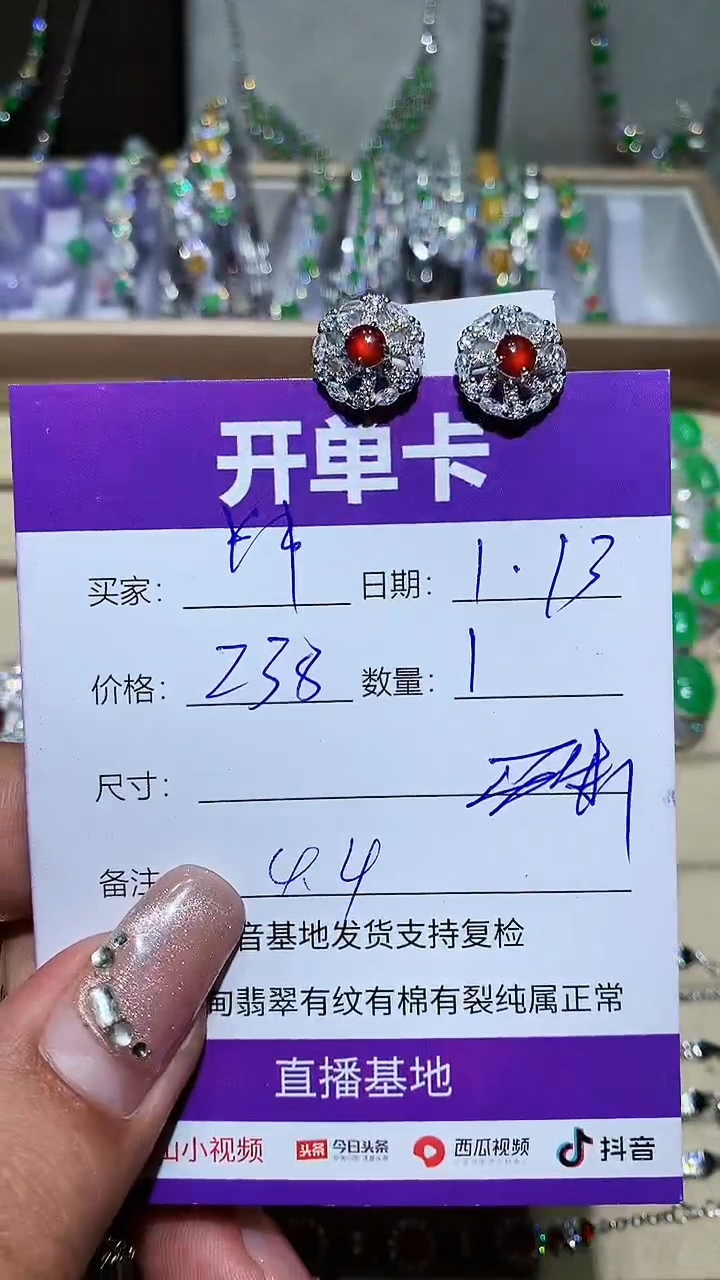 开单卡
买家： 日期：1.13
价格：238 数量：1
尺寸：
备注 4.4
音基地发货支持复检
甸翡翠有纹有棉有裂纯属正常
直播基地
山小视频 头条 今日头条 西瓜视频 抖音